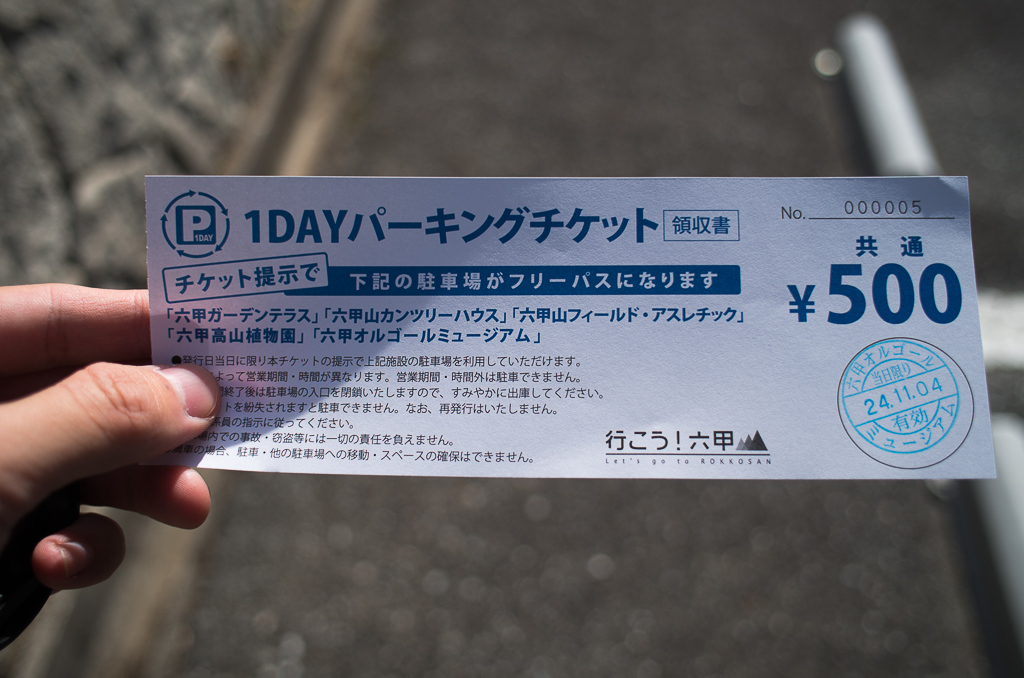 P
1DAY
1DAYパーキングチケット 領収書
No. 000005
チケット提示で 下記の駐車場がフリーパスになります
共通
¥500
「六甲ガーデンテラス」「六甲山カンツリーハウス」「六甲山フィールド・アスレチック」
「六甲高山植物園」「六甲オルゴールミュージアム」
●発行日当日に限り本チケットの提示で上記施設の駐車場を利用していただけます。
よって営業期間・時間が異なります。営業期間・時間外は駐車できません。
終了後は駐車場の入口を閉鎖いたしますので、すみやかに出庫してください。
トを紛失されますと駐車できません。なお、再発行はいたしません。
係員の指示に従ってください。
場内での事故・窃盗等には一切の責任を負えません。
満車の場合、駐車・他の駐車場への移動・スペースの確保はできません。
行こう!六甲
Let's go to ROKKOSAN
六甲オルゴール
当日限り
24.11.04
有効
ミュージアム